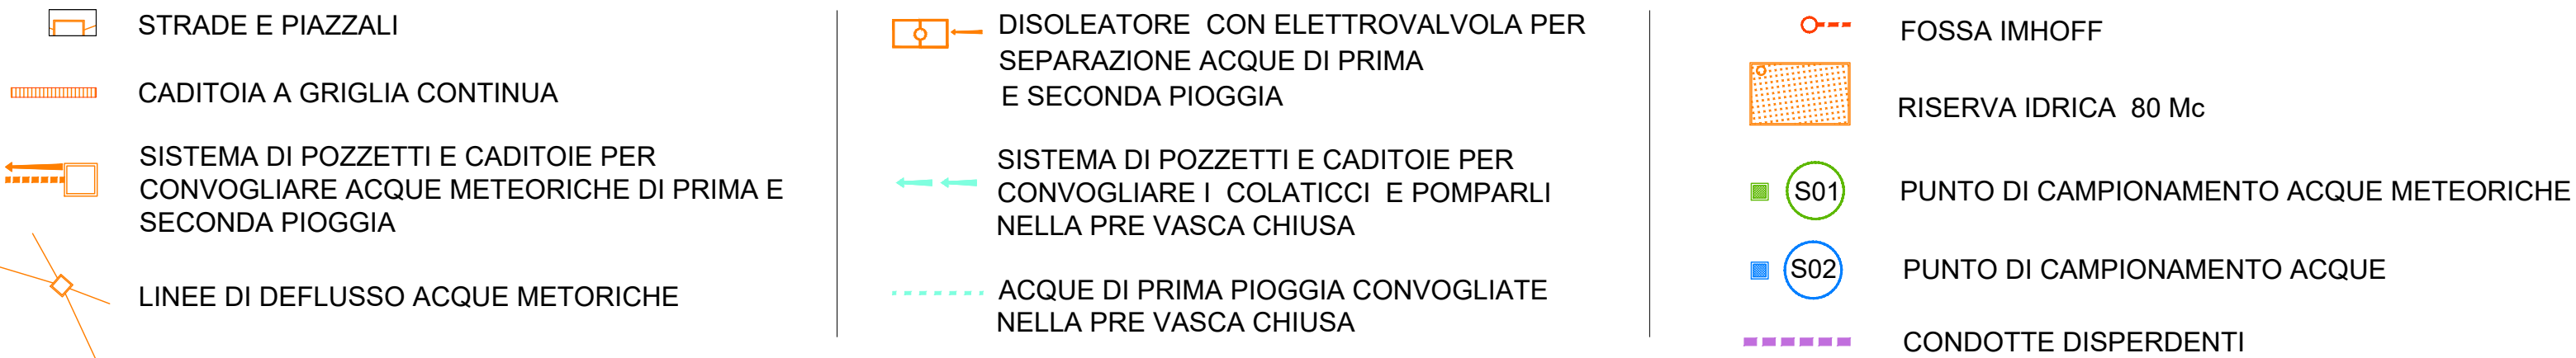 STRADE E PIAZZALI
CADITOIA A GRIGLIA CONTINUA
SISTEMA DI POZZETTI E CADITOIE PER
CONVOGLIARE ACQUE METEORICHE DI PRIMA E
SECONDA PIOGGIA
LINEE DI DEFLUSSO ACQUE METORICHE
DISOLEATORE CON ELETTROVALVOLA PER
SEPARAZIONE ACQUE DI PRIMA
E SECONDA PIOGGIA
SISTEMA DI POZZETTI E CADITOIE PER
CONVOGLIARE I COLATICCI E POMPARLI
NELLA PRE VASCA CHIUSA
ACQUE DI PRIMA PIOGGIA CONVOGLIATE
NELLA PRE VASCA CHIUSA
FOSSA IMHOFF
RISERVA IDRICA 80 Mc
S01 PUNTO DI CAMPIONAMENTO ACQUE METEORICHE
S02 PUNTO DI CAMPIONAMENTO ACQUE
CONDOTTE DISPERDENTI